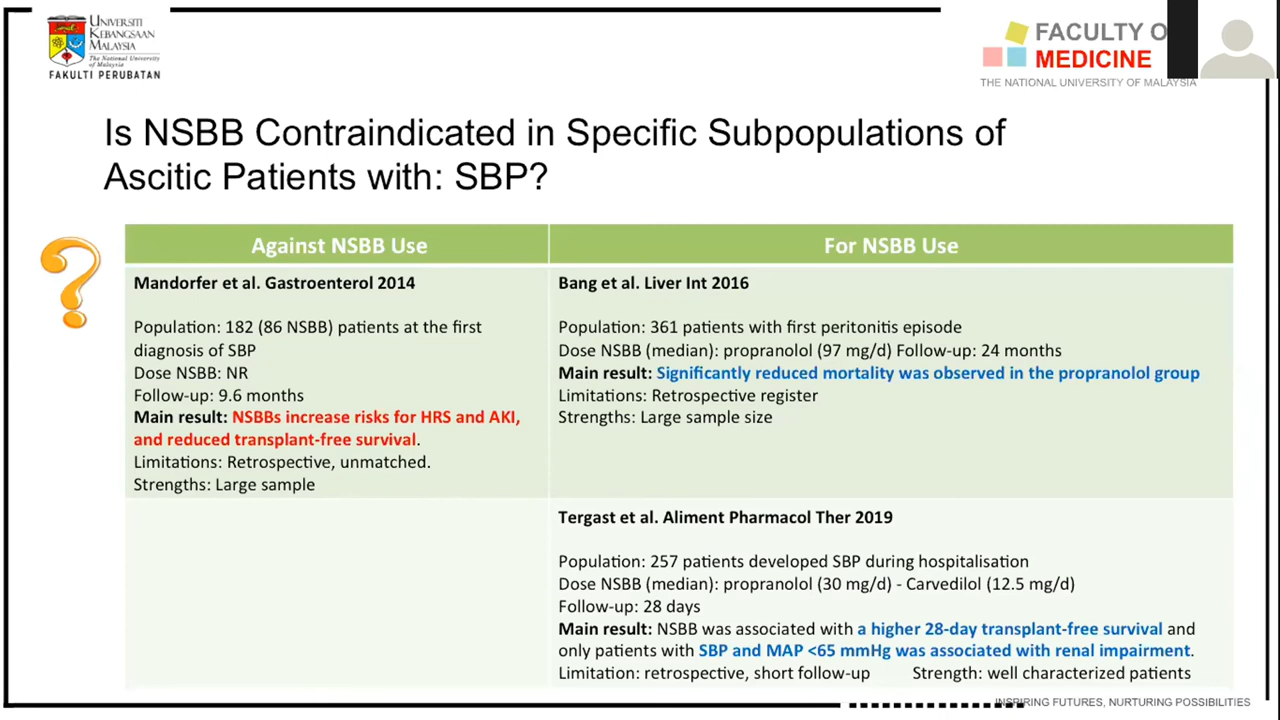 UNIVERSITI
KEBANGSAAN
MALAYSIA
The National University
of Malaysia
FAKULTI PERUBATAN
FACULTY O
MEDICINE
THE NATIONAL UNIVERSITY OF MALAYSIA
Is NSBB Contraindicated in Specific Subpopulations of
Ascitic Patients with: SBP?
?
Against NSBB Use
Mandorfer et al. Gastroenterol 2014
Population: 182 (86 NSBB) patients at the first
diagnosis of SBP
Dose NSBB: NR
Follow-up: 9.6 months
Main result: NSBBs increase risks for HRS and AKI,
and reduced transplant-free survival.
Limitations: Retrospective, unmatched.
Strengths: Large sample
For NSBB Use
Bang et al. Liver Int 2016
Population: 361 patients with first peritonitis episode
Dose NSBB (median): propranolol (97 mg/d) Follow-up: 24 months
Main result: Significantly reduced mortality was observed in the propranolol group
Limitations: Retrospective register
Strengths: Large sample size
Tergast et al. Aliment Pharmacol Ther 2019
Population: 257 patients developed SBP during hospitalisation
Dose NSBB (median): propranolol (30 mg/d) - Carvedilol (12.5 mg/d)
Follow-up: 28 days
Main result: NSBB was associated with a higher 28-day transplant-free survival and
only patients with SBP and MAP <65 mmHg was associated with renal impairment.
Limitation: retrospective, short follow-up Strength: well characterized patients
INSPIRING FUTURES, NURTURING POSSIBILITIES